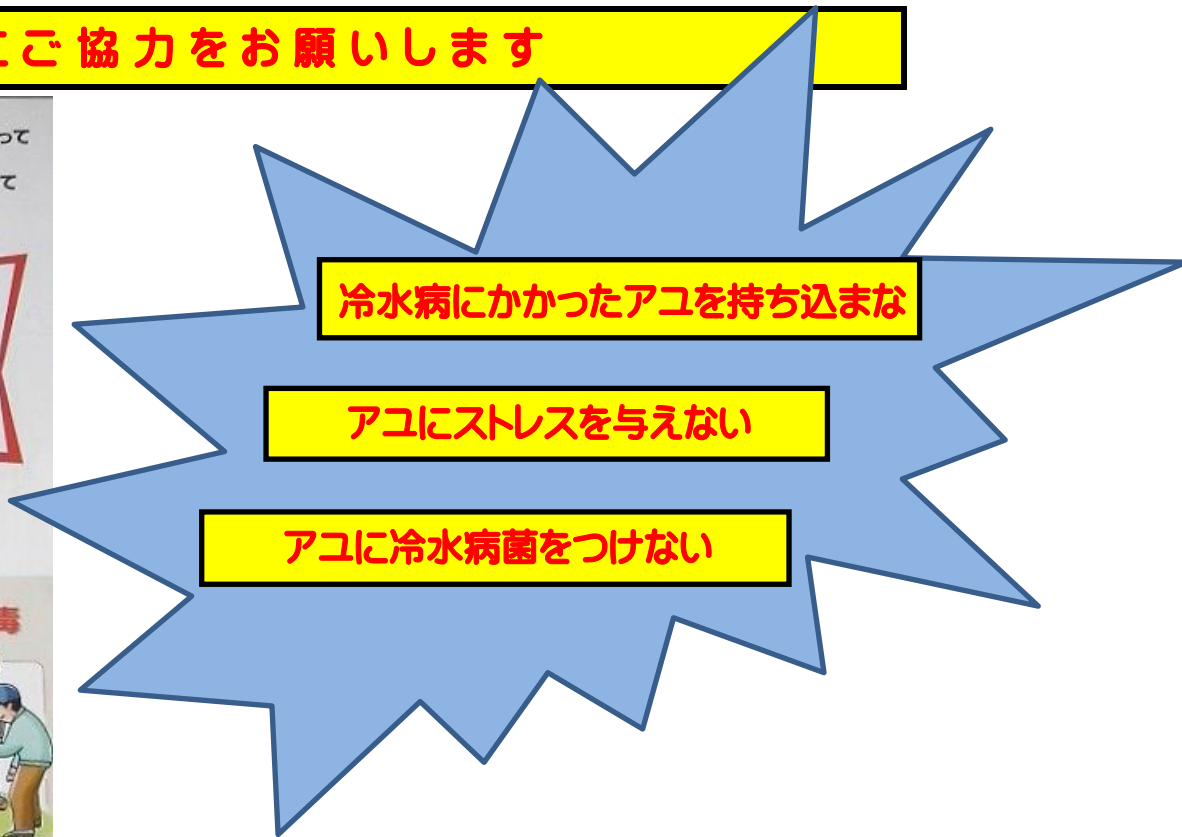 ご協力をお願いします
って
て
冷水病にかかったアユを持ち込まな
アユにストレスを与えない
アユに冷水病菌をつけない
毒